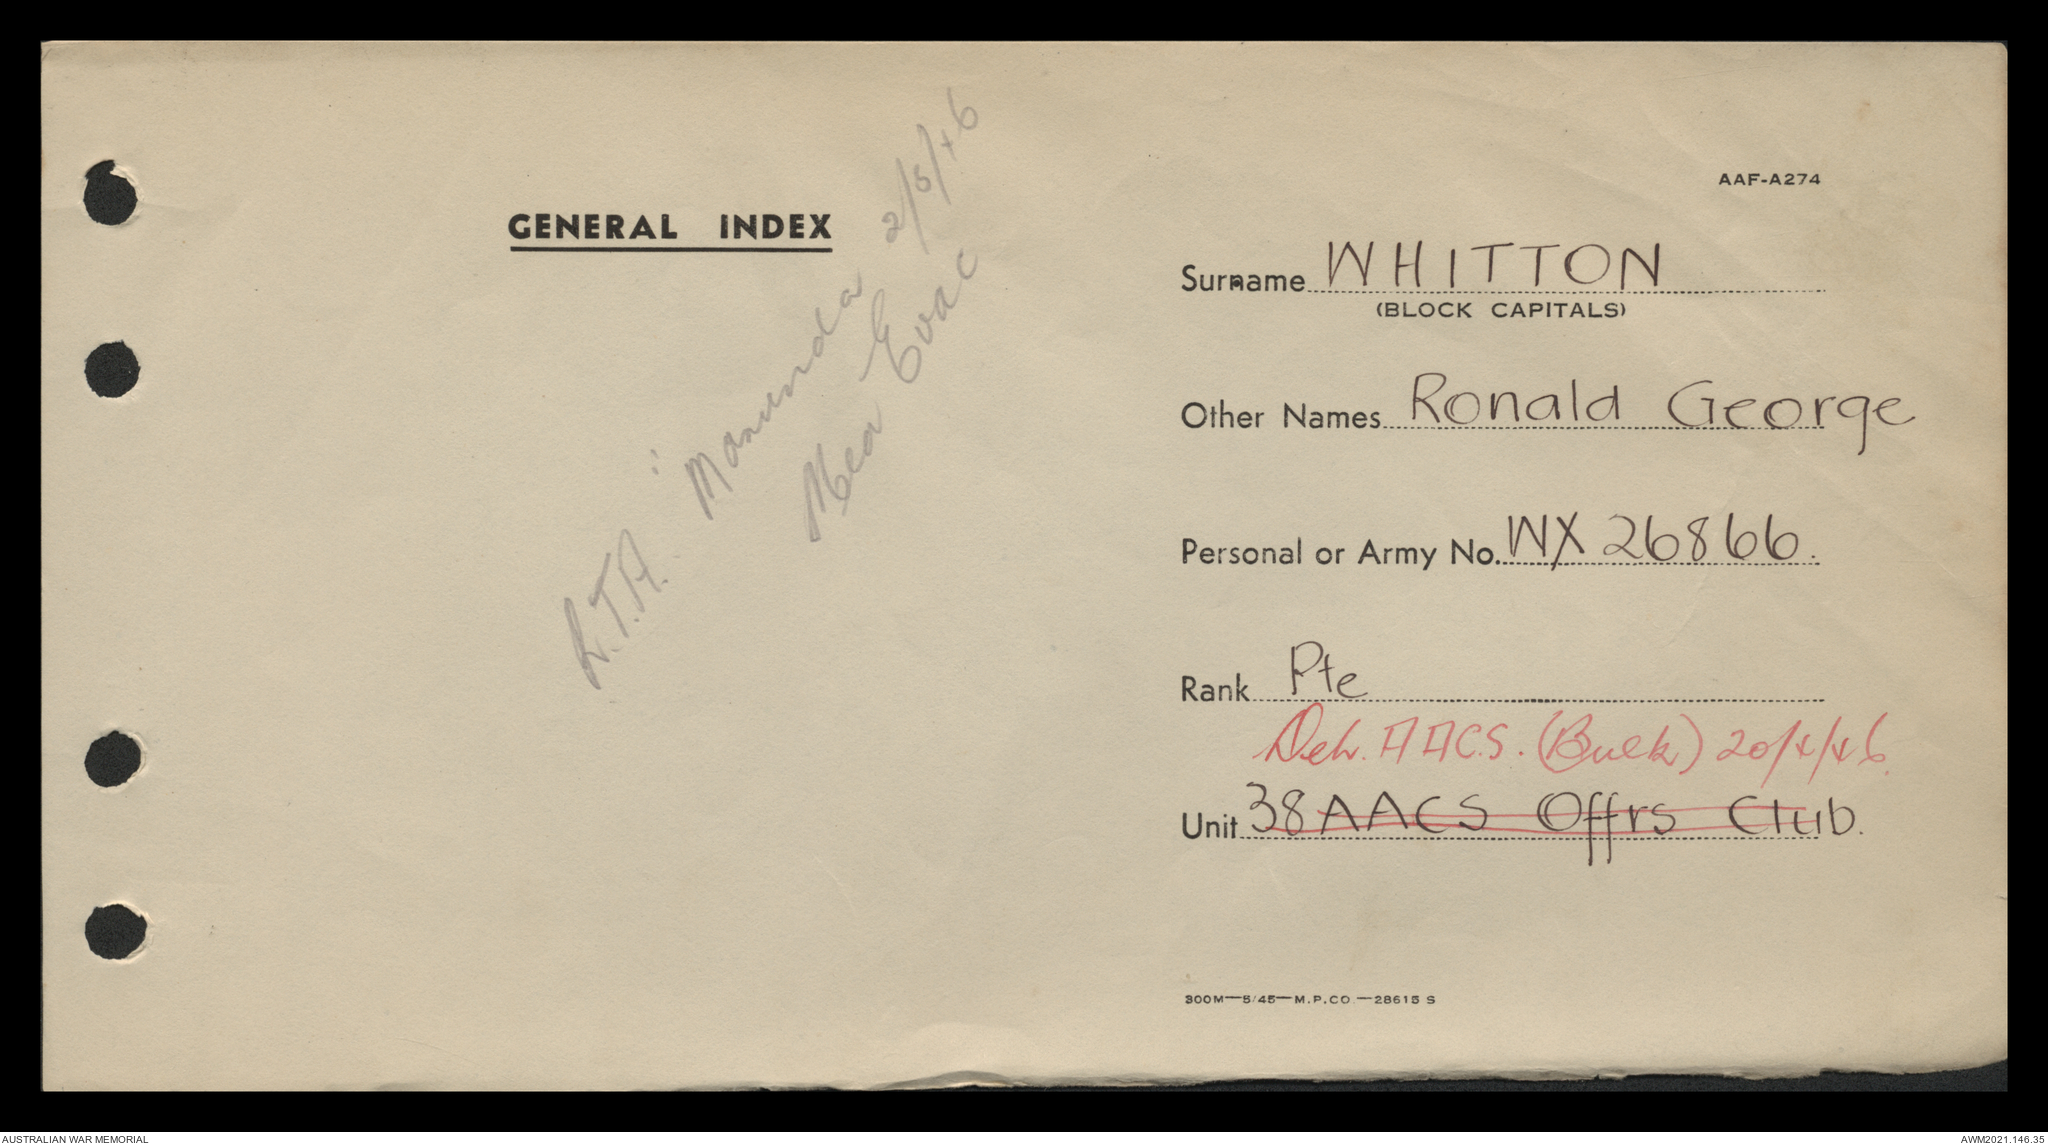 GENERAL INDEX
R.T.A. "Manunda 2/5/46
Med Evac
AAF-A274
Surname WHITTON
(BLOCK CAPITALS)
Other Names Ronald George
Personal or Army No. WX 26866.
Rank Pte
Deh. AACS. (Bulk) 20/4/46.
Unit 38 AACS Offrs Club.
300M—5/45—M.P.CO.—28615 S
AUSTRALIAN WAR MEMORIAL
AWM2021.146.35